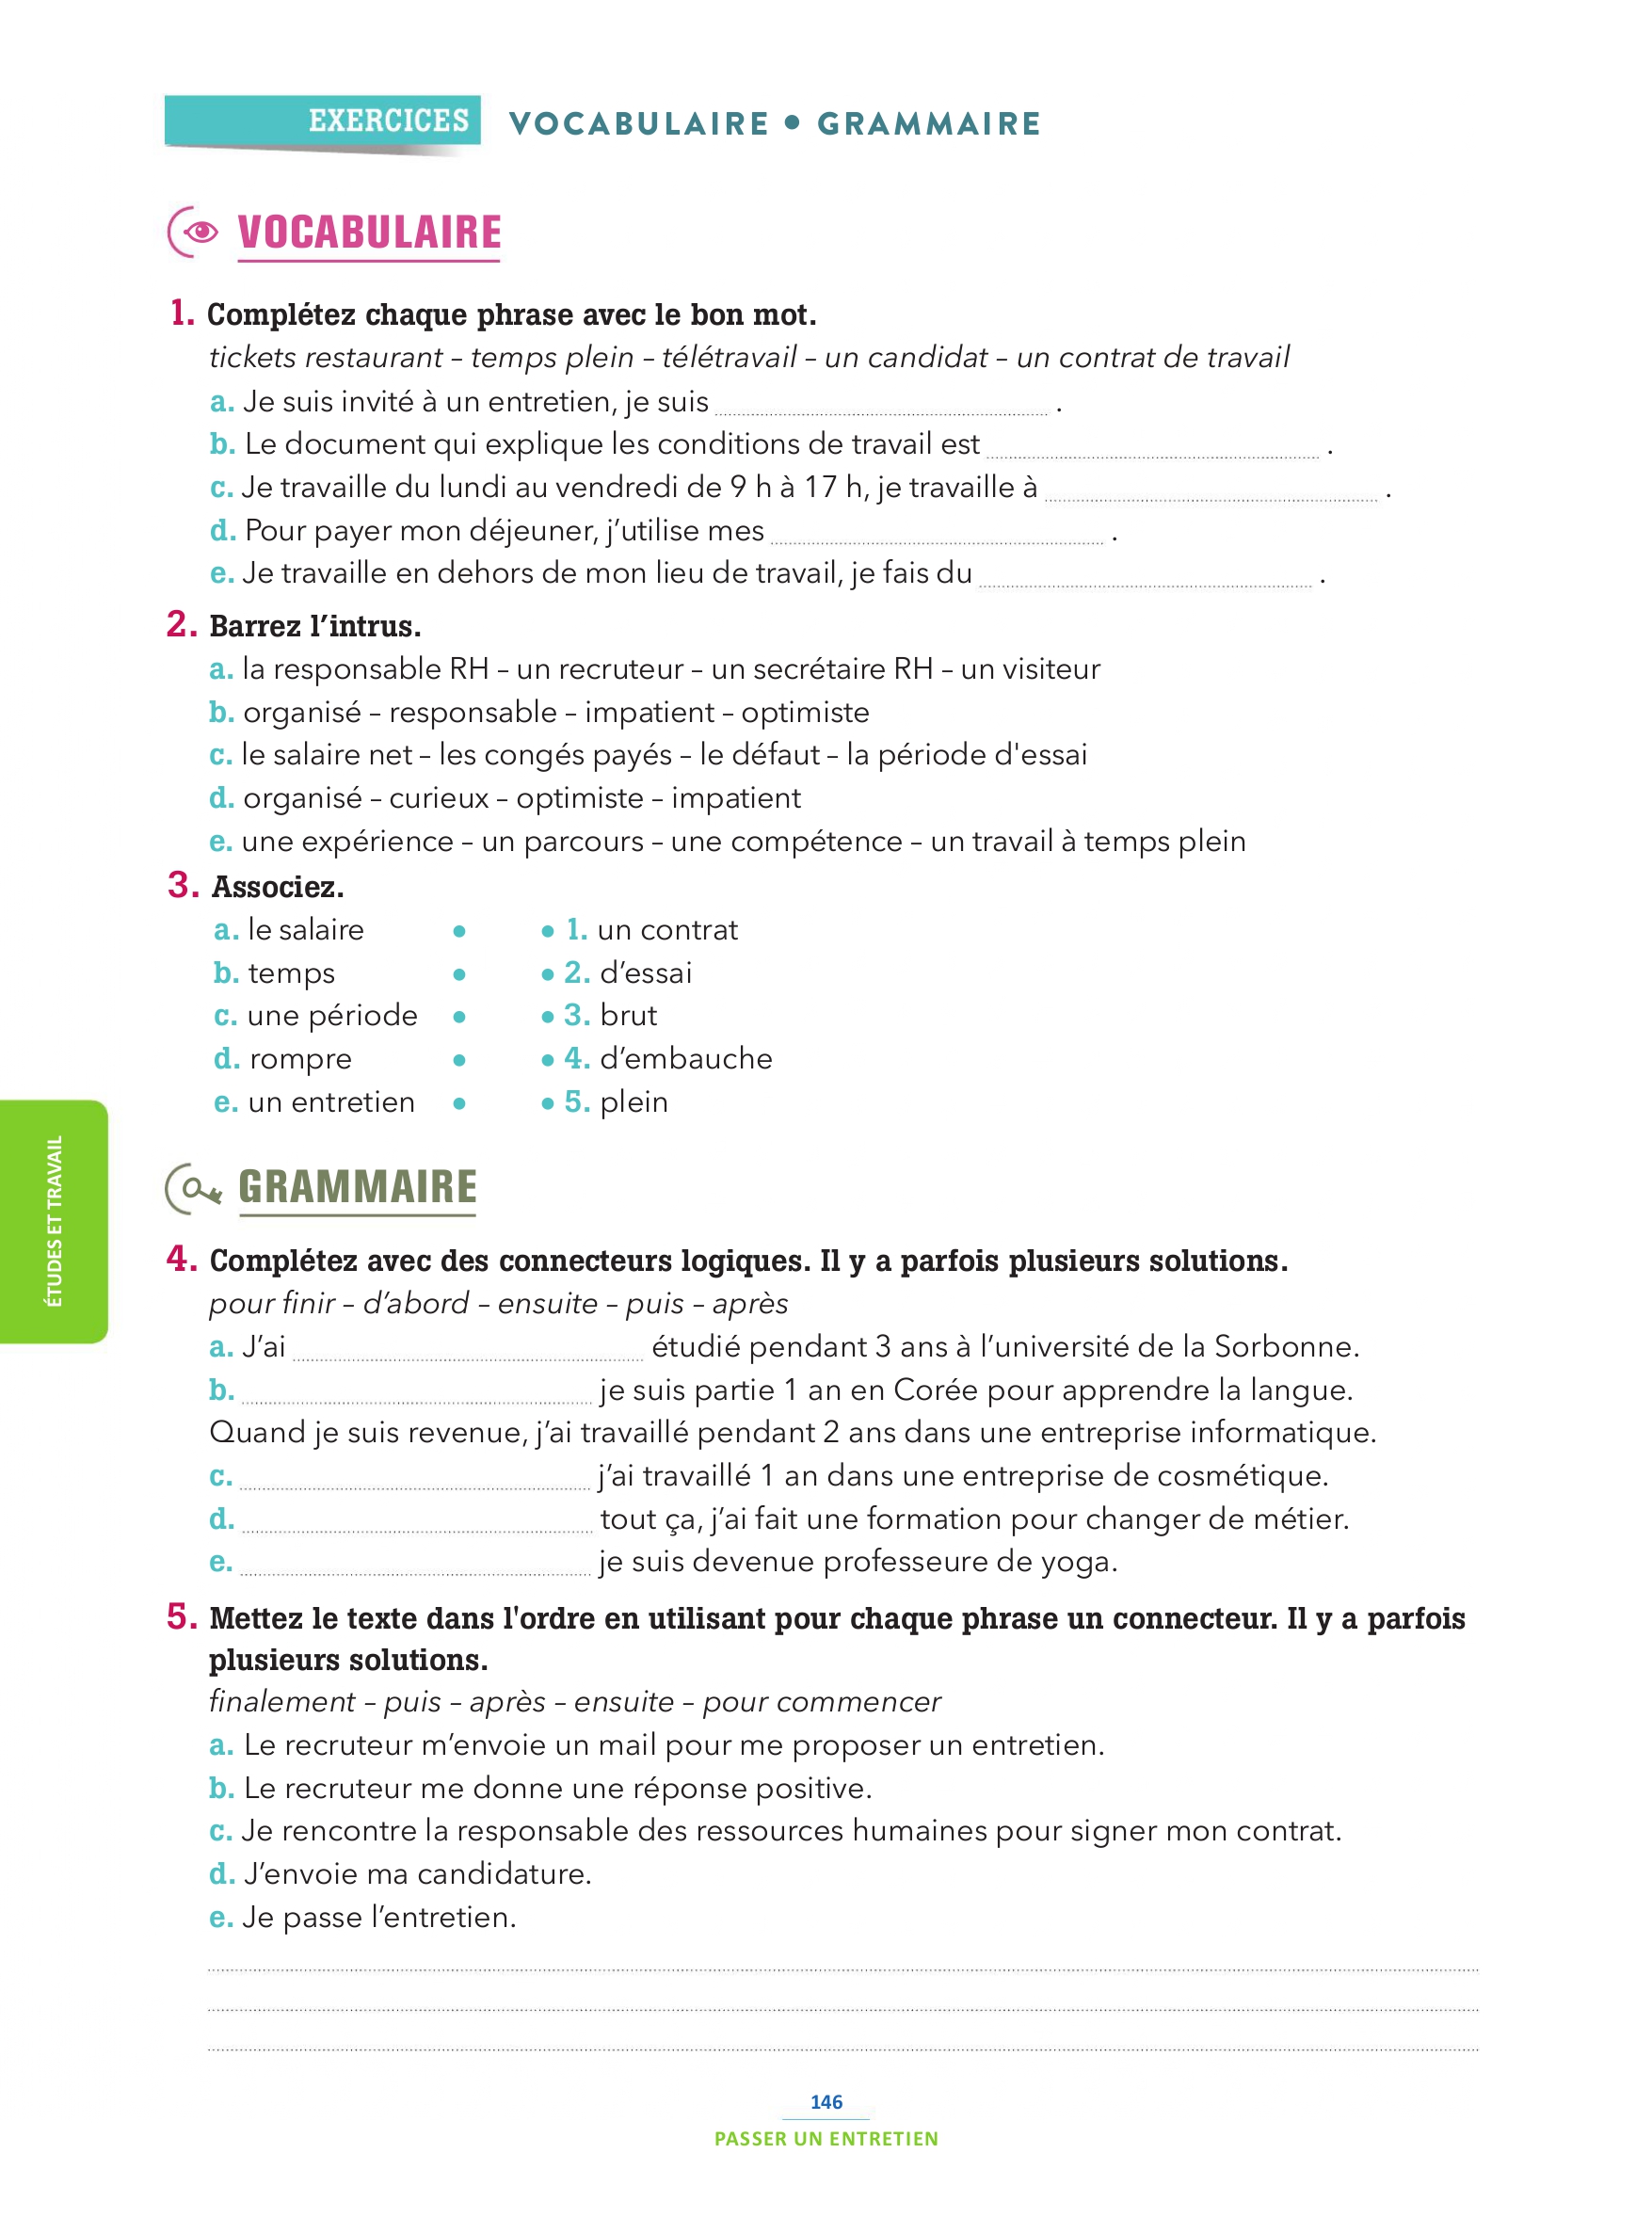 EXERCICES VOCABULAIRE • GRAMMAIRE
VOCABULAIRE
1. Complétez chaque phrase avec le bon mot.
tickets restaurant – temps plein – télétravail – un candidat – un contrat de travail
a. Je suis invité à un entretien, je suis .
b. Le document qui explique les conditions de travail est .
c. Je travaille du lundi au vendredi de 9 h à 17 h, je travaille à .
d. Pour payer mon déjeuner, j’utilise mes .
e. Je travaille en dehors de mon lieu de travail, je fais du .
2. Barrez l’intrus.
a. la responsable RH – un recruteur – un secrétaire RH – un visiteur
b. organisé – responsable – impatient – optimiste
c. le salaire net – les congés payés – le défaut – la période d'essai
d. organisé – curieux – optimiste – impatient
e. une expérience – un parcours – une compétence – un travail à temps plein
3. Associez.
a. le salaire • • 1. un contrat
b. temps • • 2. d’essai
c. une période • • 3. brut
d. rompre • • 4. d’embauche
e. un entretien • • 5. plein
ÉTUDES ET TRAVAIL
GRAMMAIRE
4. Complétez avec des connecteurs logiques. Il y a parfois plusieurs solutions.
pour finir – d’abord – ensuite – puis – après
a. J’ai étudié pendant 3 ans à l’université de la Sorbonne.
b. je suis partie 1 an en Corée pour apprendre la langue.
Quand je suis revenue, j’ai travaillé pendant 2 ans dans une entreprise informatique.
c. j’ai travaillé 1 an dans une entreprise de cosmétique.
d. tout ça, j’ai fait une formation pour changer de métier.
e. je suis devenue professeure de yoga.
5. Mettez le texte dans l'ordre en utilisant pour chaque phrase un connecteur. Il y a parfois
plusieurs solutions.
finalement – puis – après – ensuite – pour commencer
a. Le recruteur m’envoie un mail pour me proposer un entretien.
b. Le recruteur me donne une réponse positive.
c. Je rencontre la responsable des ressources humaines pour signer mon contrat.
d. J’envoie ma candidature.
e. Je passe l’entretien.
146
PASSER UN ENTRETIEN